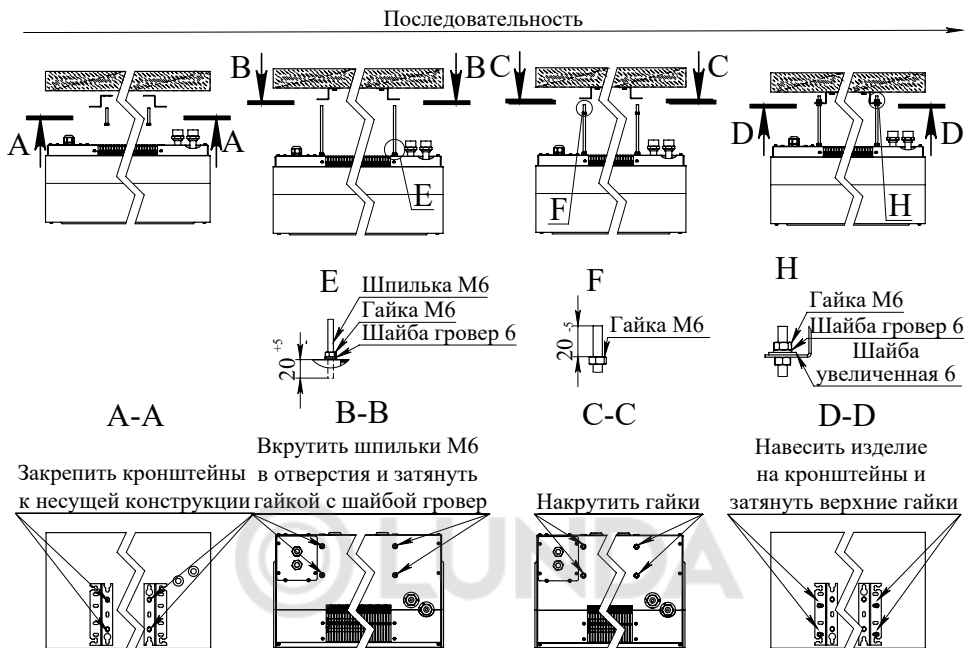 Последовательность
A
A
B
B
C
C
D
D
E
F
H
E
Шпилька М6
Гайка М6
Шайба гровер 6
20 +5
F
Гайка М6
20 -5
H
Гайка М6
Шайба гровер 6
Шайба
увеличенная 6
A-A
B-B
C-C
D-D
Закрепить кронштейны
к несущей конструкции
Вкрутить шпильки М6
в отверстия и затянуть
гайкой с шайбой гровер
Накрутить гайки
Навесить изделие
на кронштейны и
затянуть верхние гайки
© LUNDA